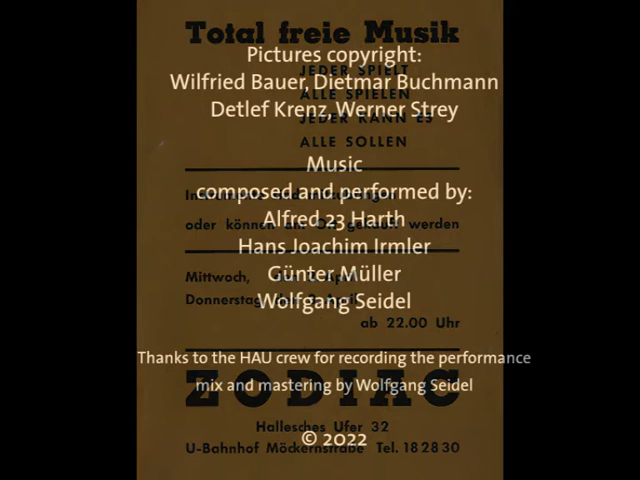 Total freie Musik
Pictures copyright:
JEDER SPIELT
Wilfried Bauer, Dietmar Buchmann
ALLE SPIELEN
Detlef Krenz, Werner Strey
JEDER KANN ES
ALLE SOLLEN
Music
composed and performed by:
Alfred 23 Harth
oder können werden
Hans Joachim Irmler
Günter Müller
Mittwoch,
Wolfgang Seidel
Donnerstag
ab 22.00 Uhr
Thanks to the HAU crew for recording the performance
mix and mastering by Wolfgang Seidel
ZODIAC
Hallesches Ufer 32
© 2022
U-Bahnhof Möckernstraße Tel. 18 28 30